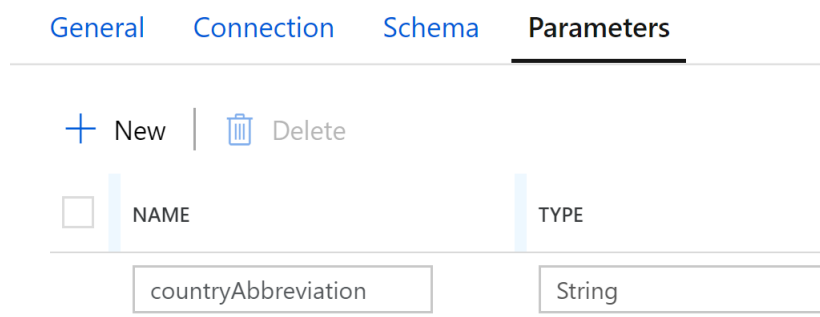 General Connection Schema Parameters
New Delete
NAME TYPE
countryAbbreviation String